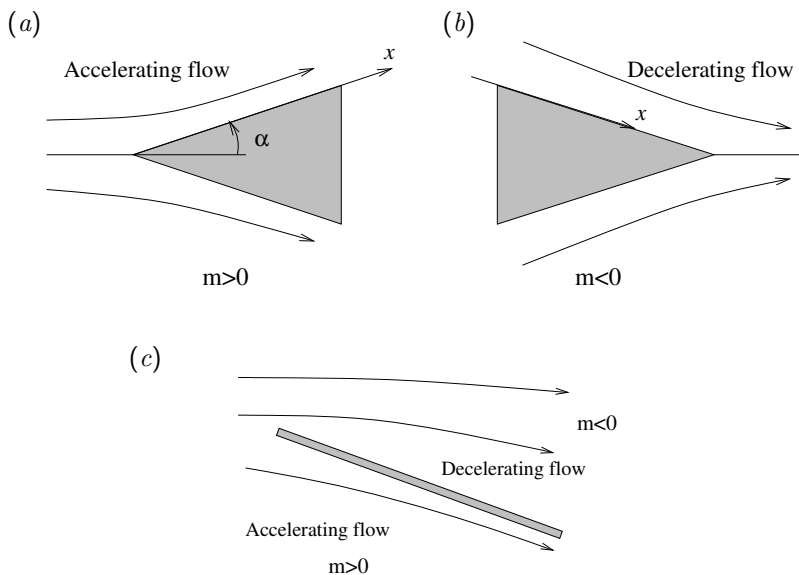 (a)
Accelerating flow
x
α
m>0
(b)
Decelerating flow
x
m<0
(c)
m<0
Decelerating flow
Accelerating flow
m>0